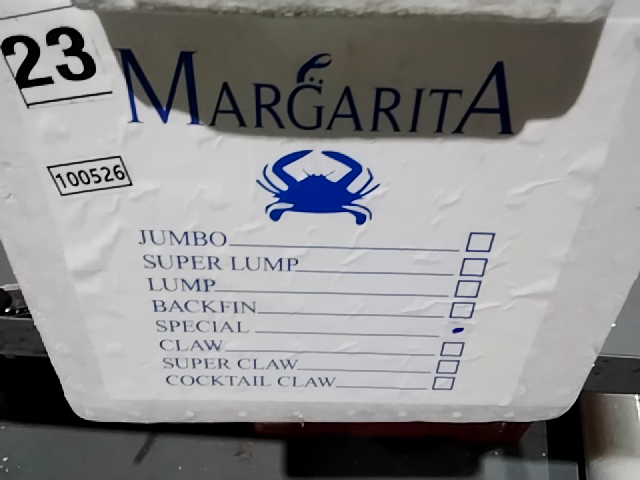 23
MARGARITA
100526
JUMBO
SUPER LUMP
LUMP
BACKFIN
SPECIAL
CLAW
SUPER CLAW
COCKTAIL CLAW